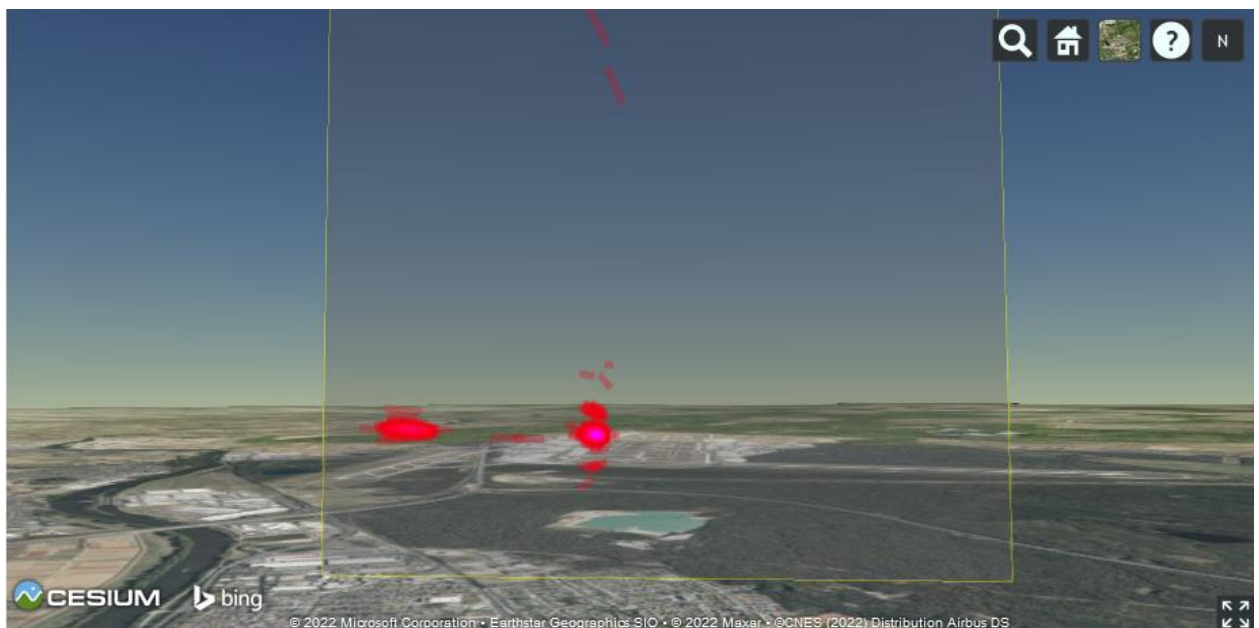 ?
N
CESIUM
bing
© 2022 Microsoft Corporation • Earthstar Geographics SIO • © 2022 Maxar • ©CNES (2022) Distribution Airbus DS